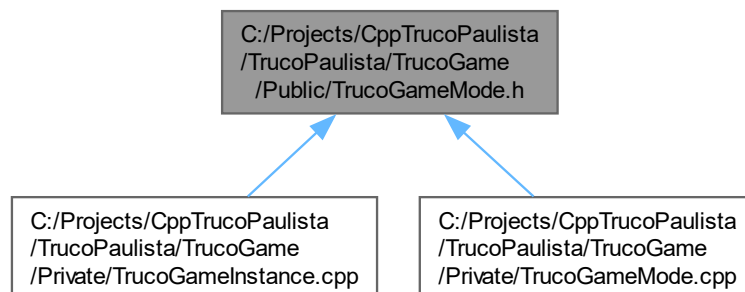 C:/Projects/CppTrucoPaulista
/TrucoPaulista/TrucoGame
/Public/TrucoGameMode.h
C:/Projects/CppTrucoPaulista
/TrucoPaulista/TrucoGame
/Private/TrucoGameInstance.cpp
C:/Projects/CppTrucoPaulista
/TrucoPaulista/TrucoGame
/Private/TrucoGameMode.cpp